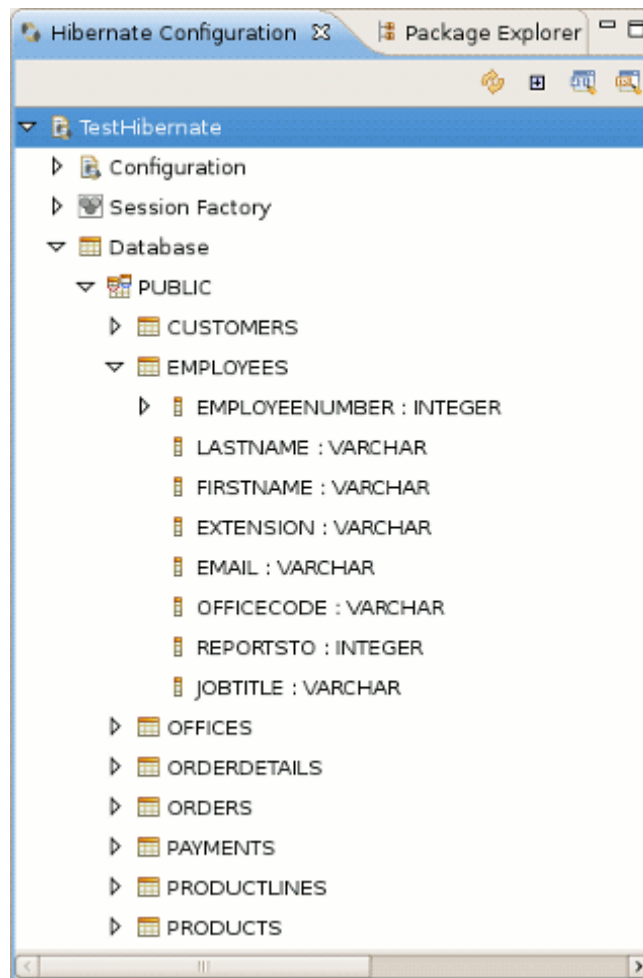 Hibernate Configuration Package Explorer
TestHibernate
Configuration
Session Factory
Database
PUBLIC
CUSTOMERS
EMPLOYEES
EMPLOYEENUMBER : INTEGER
LASTNAME : VARCHAR
FIRSTNAME : VARCHAR
EXTENSION : VARCHAR
EMAIL : VARCHAR
OFFICECODE : VARCHAR
REPORTSTO : INTEGER
JOBTITLE : VARCHAR
OFFICES
ORDERDETAILS
ORDERS
PAYMENTS
PRODUCTLINES
PRODUCTS